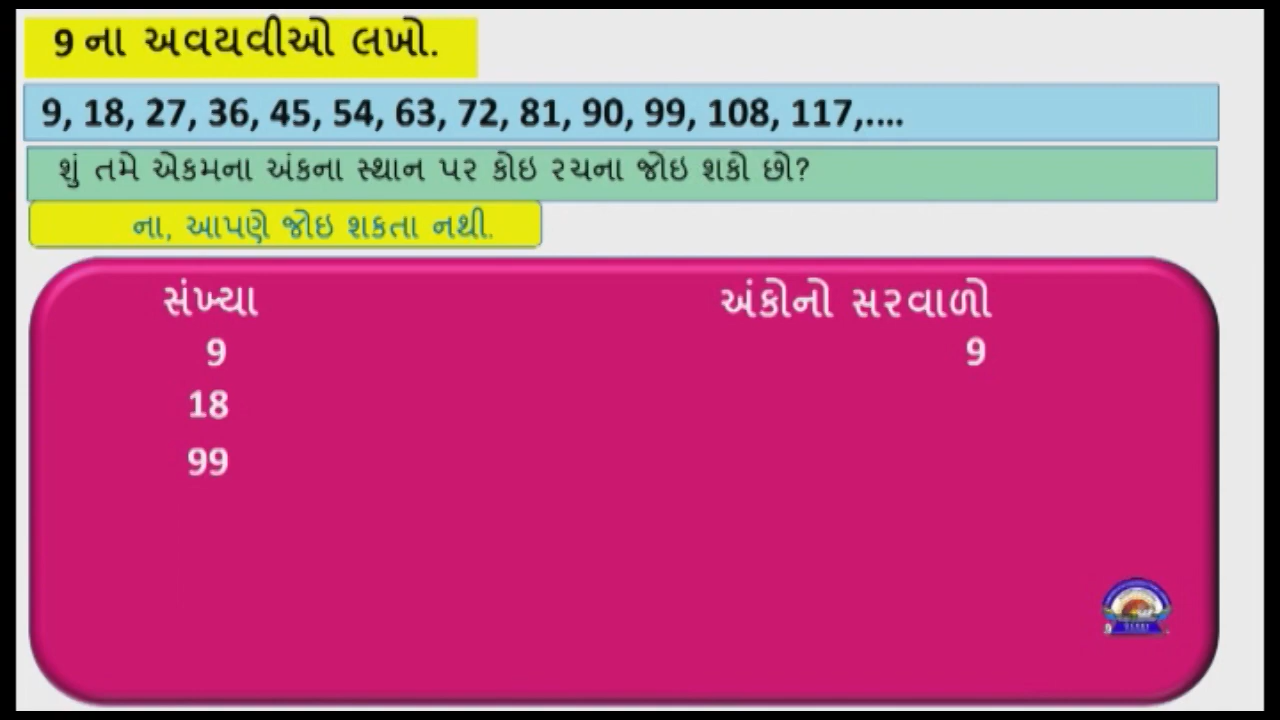 9 ના અવયવીઓ લખો.
9, 18, 27, 36, 45, 54, 63, 72, 81, 90, 99, 108, 117,....
શું તમે એકમના અંકના સ્થાન પર કોઇ રચના જોઇ શકો છો?
ના, આપણે જોઇ શકતા નથી.
સંખ્યા અંકોનો સરવાળો
9 9
18
99